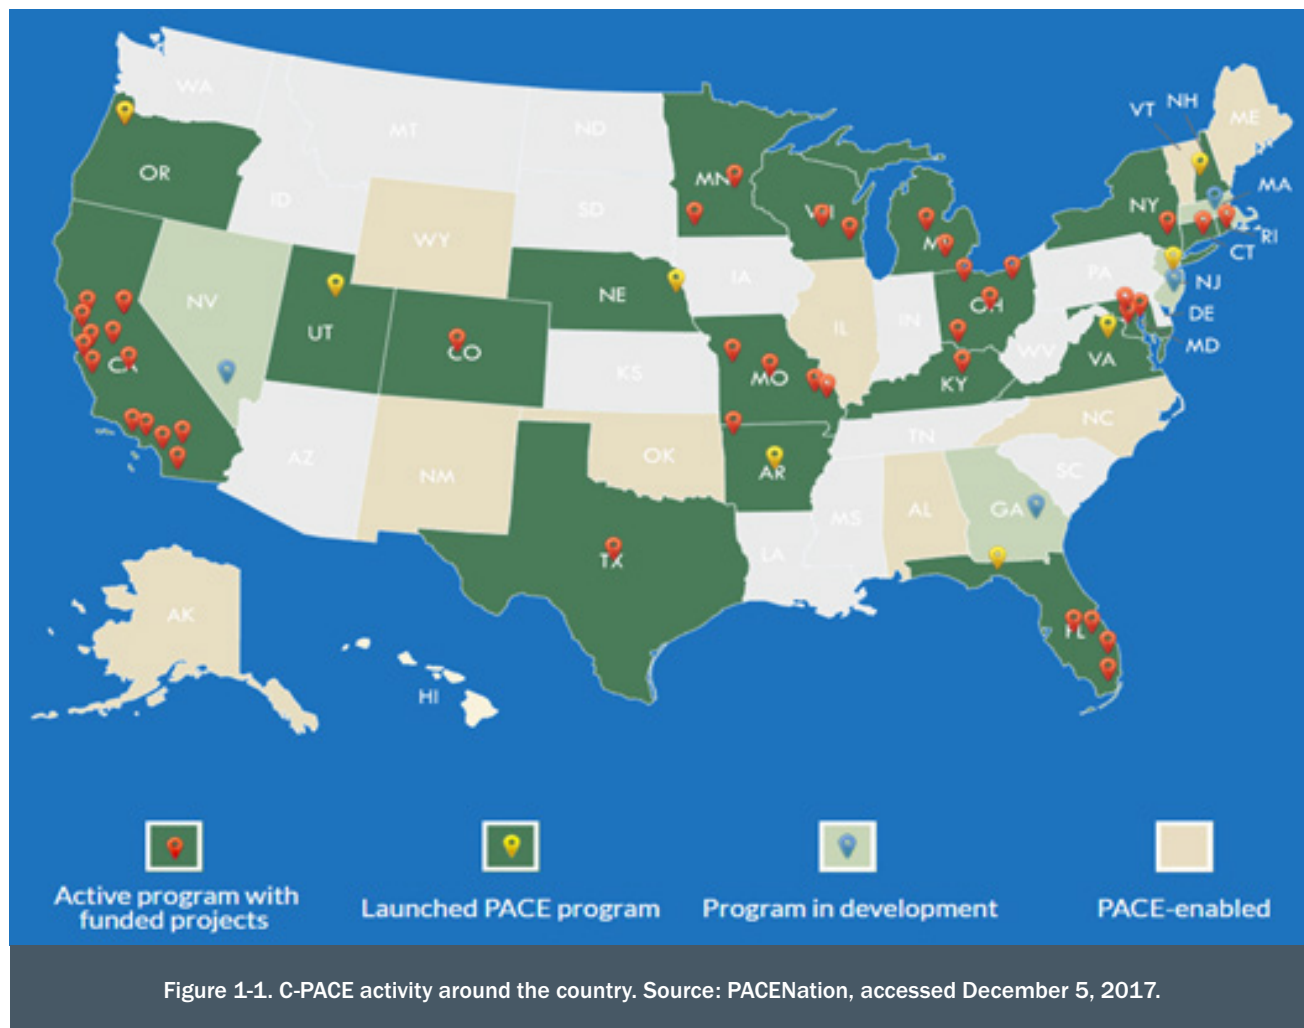 WA
MT
ND
MN
VT
NH
ME
OR
ID
SD
WI
MI
NY
MA
RI
CT
WY
NV
UT
NE
IA
PA
NJ
DE
MD
CA
CO
KS
MO
IL
IN
OH
WV
VA
KY
AZ
NM
OK
AR
TN
NC
SC
TX
LA
MS
AL
GA
FL
AK
HI
Active program with
funded projects
Launched PACE program
Program in development
PACE-enabled
Figure 1-1. C-PACE activity around the country. Source: PACENation, accessed December 5, 2017.